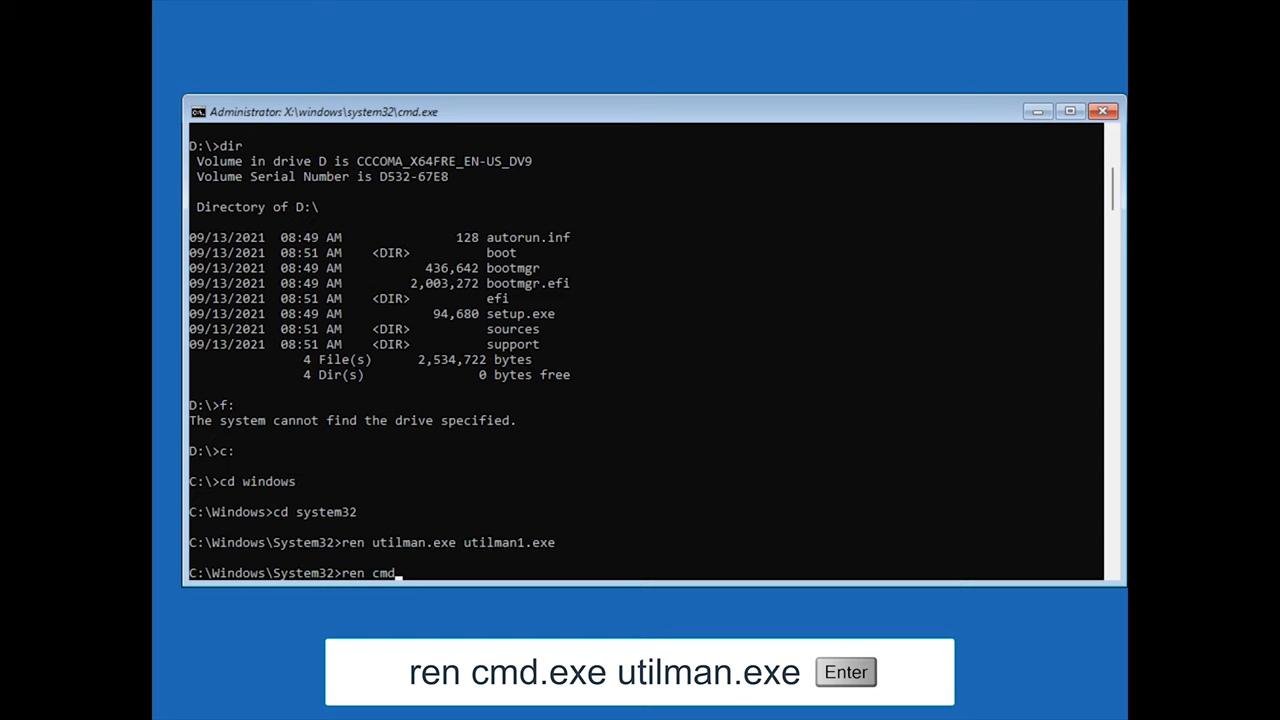 Administrator: X:\windows\system32\cmd.exe
D:\>dir
Volume in drive D is CCCOMA_X64FRE_EN-US_DV9
Volume Serial Number is D532-67E8
Directory of D:\
09/13/2021 08:49 AM 128 autorun.inf
09/13/2021 08:51 AM <DIR> boot
09/13/2021 08:49 AM 436,642 bootmgr
09/13/2021 08:49 AM 2,003,272 bootmgr.efi
09/13/2021 08:51 AM <DIR> efi
09/13/2021 08:49 AM 94,680 setup.exe
09/13/2021 08:51 AM <DIR> sources
09/13/2021 08:51 AM <DIR> support
4 File(s) 2,534,722 bytes
4 Dir(s) 0 bytes free
D:\>f:
The system cannot find the drive specified.
D:\>c:
C:\>cd windows
C:\Windows>cd system32
C:\Windows\System32>ren utilman.exe utilman1.exe
C:\Windows\System32>ren cmd
ren cmd.exe utilman.exe Enter